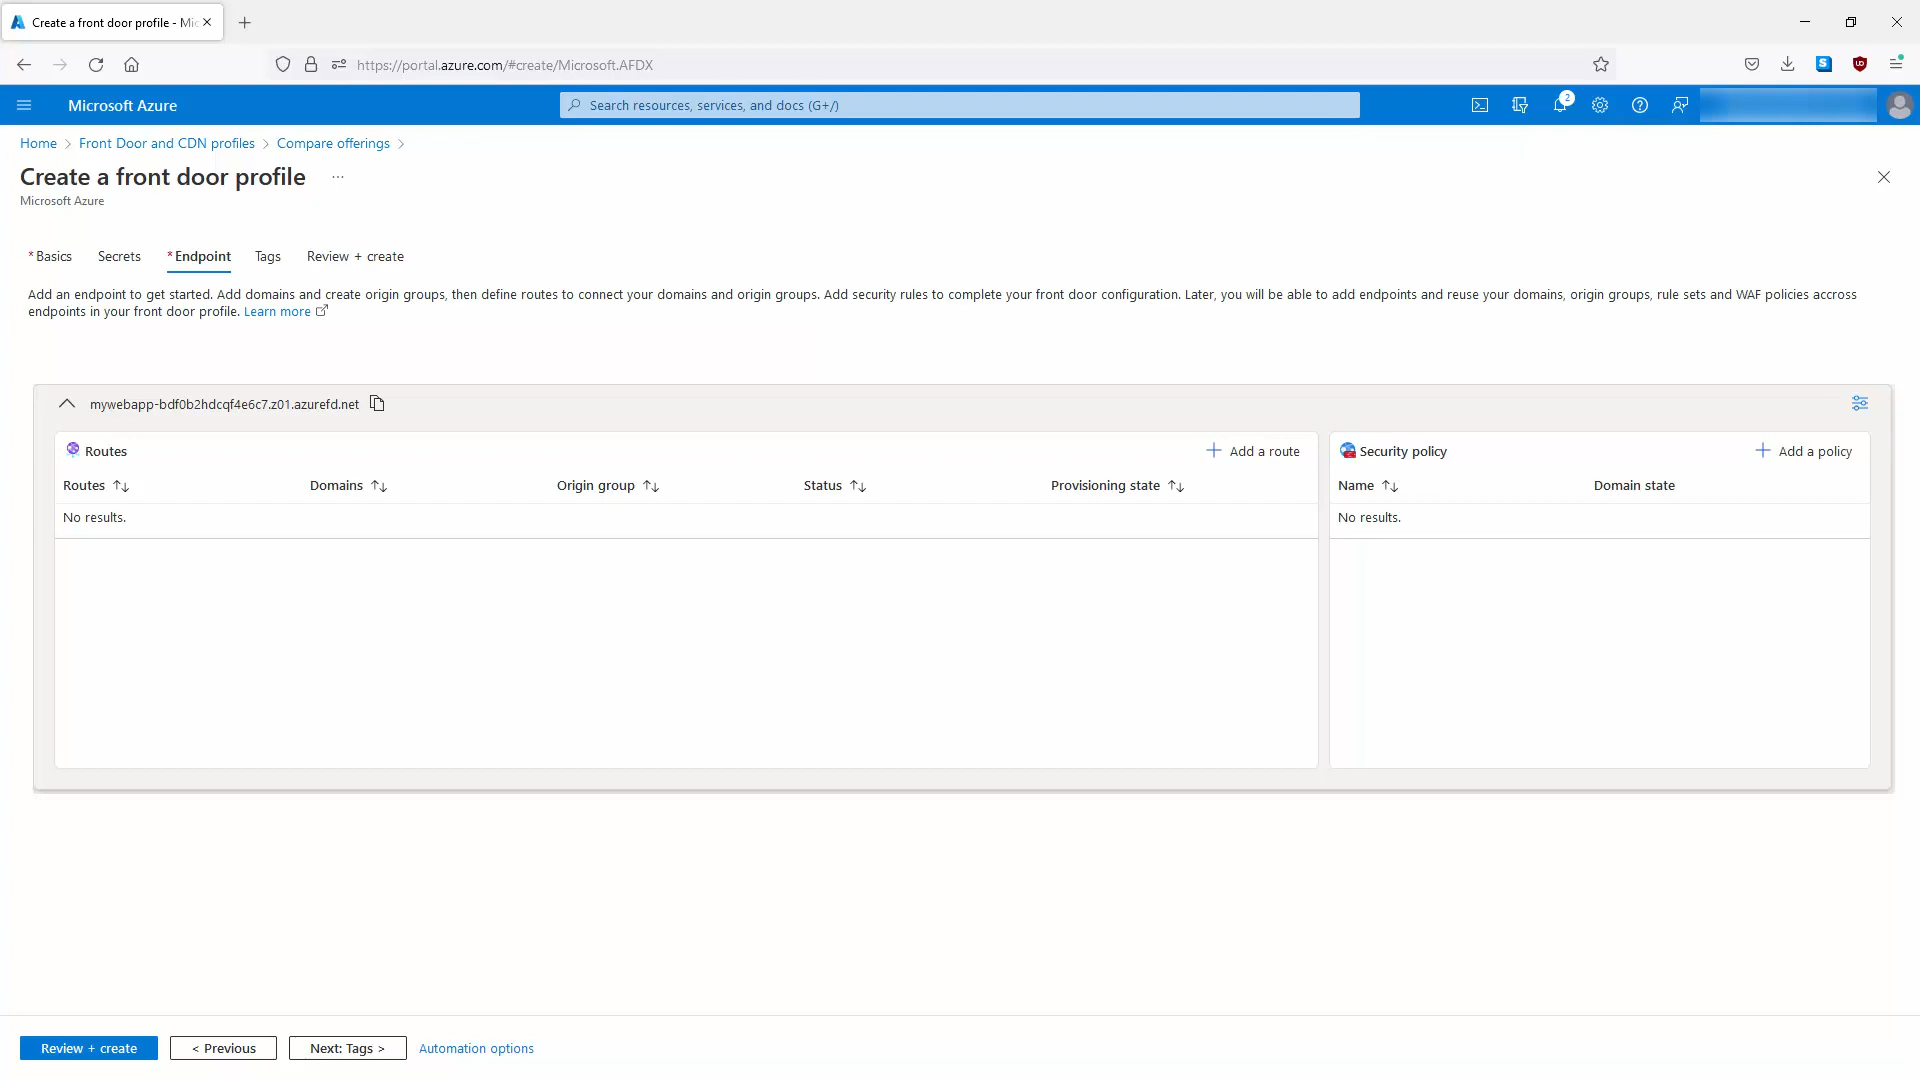 Create a front door profile - Mic
https://portal.azure.com/#create/Microsoft.AFDX
Microsoft Azure
Search resources, services, and docs (G+/)
2
Home > Front Door and CDN profiles > Compare offerings >
Create a front door profile ...
Microsoft Azure
* Basics Secrets * Endpoint Tags Review + create
Add an endpoint to get started. Add domains and create origin groups, then define routes to connect your domains and origin groups. Add security rules to complete your front door configuration. Later, you will be able to add endpoints and reuse your domains, origin groups, rule sets and WAF policies accross
endpoints in your front door profile. Learn more
mywebapp-bdf0b2hdcqf4e6c7.z01.azurefd.net
Routes + Add a route
Routes Domains Origin group Status Provisioning state
No results.
Security policy + Add a policy
Name Domain state
No results.
Review + create < Previous Next: Tags > Automation options